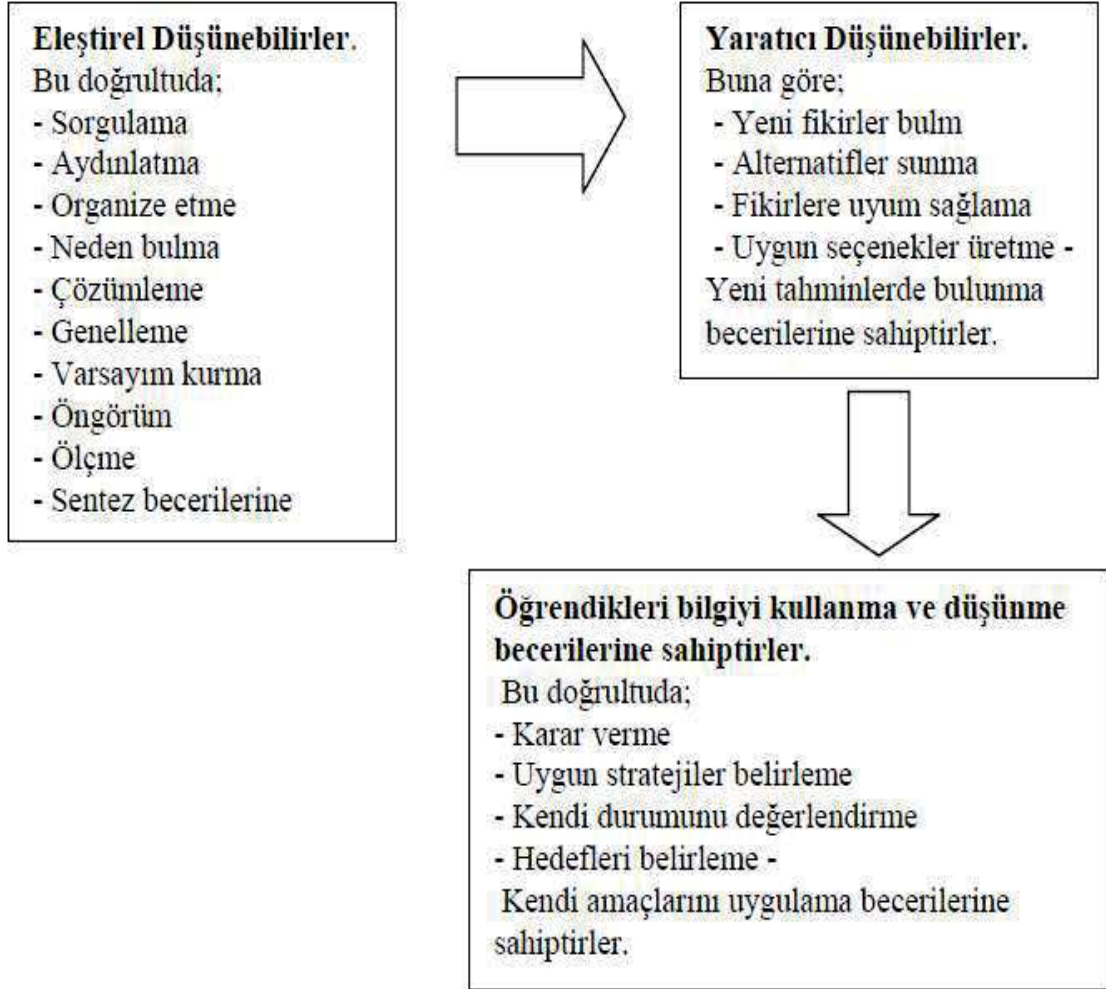 Eleştirel Düşünebilirler.
Bu doğrultuda;
- Sorgulama
- Aydınlatma
- Organize etme
- Neden bulma
- Çözümleme
- Genelleme
- Varsayım kurma
- Öngörüm
- Ölçme
- Sentez becerilerine
Yaratıcı Düşünebilirler.
Buna göre;
- Yeni fikirler bulm
- Alternatifler sunma
- Fikirlere uyum sağlama
- Uygun seçenekler üretme -
Yeni tahminlerde bulunma
becerilerine sahiptirler.
Öğrendikleri bilgiyi kullanma ve düşünme
becerilerine sahiptirler.
Bu doğrultuda;
- Karar verme
- Uygun stratejiler belirleme
- Kendi durumunu değerlendirme
- Hedefleri belirleme -
Kendi amaçlarını uygulama becerilerine
sahiptirler.